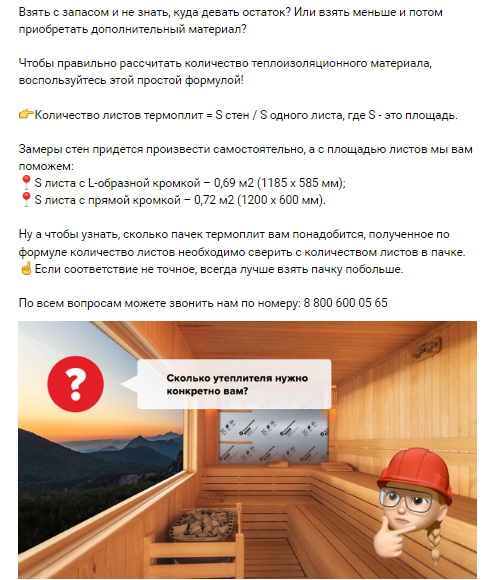 Взять с запасом и не знать, куда девать остаток? Или взять меньше и потом
приобретать дополнительный материал?
Чтобы правильно рассчитать количество теплоизоляционного материала,
воспользуйтесь этой простой формулой!
👉Количество листов термоплит = S стен / S одного листа, где S - это площадь.
Замеры стен придется произвести самостоятельно, а с площадью листов мы вам
поможем:
📍S листа с L-образной кромкой – 0,69 м2 (1185 х 585 мм);
📍S листа с прямой кромкой – 0,72 м2 (1200 х 600 мм).
Ну а чтобы узнать, сколько пачек термоплит вам понадобится, полученное по
формуле количество листов необходимо сверить с количеством листов в пачке.
☝Если соответствие не точное, всегда лучше взять пачку побольше.
По всем вопросам можете звонить нам по номеру: 8 800 600 05 65
?
Сколько утеплителя нужно
конкретно вам?